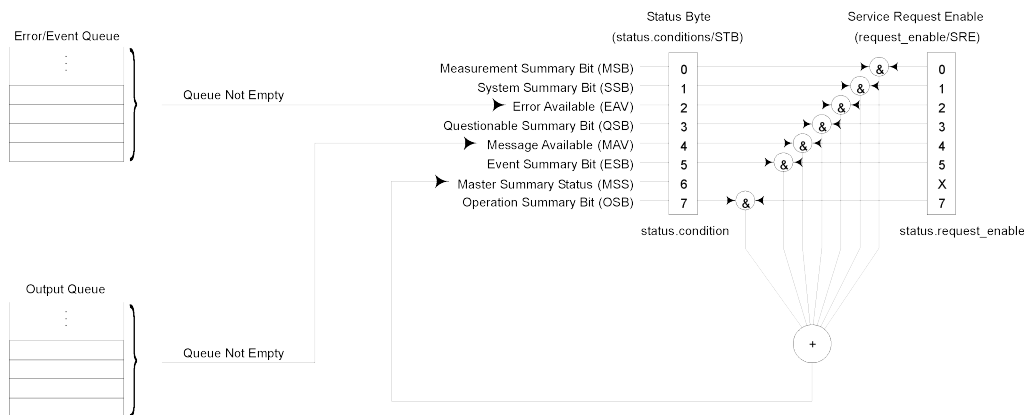 Status Byte
Service Request Enable
Error/Event Queue
(status.conditions/STB)
(request_enable/SRE)
Measurement Summary Bit (MSB)
0
&
0
System Summary Bit (SSB)
1
&
1
Queue Not Empty
Error Available (EAV)
2
&
2
Questionable Summary Bit (QSB)
3
&
3
Message Available (MAV)
4
&
4
Event Summary Bit (ESB)
5
&
5
Master Summary Status (MSS)
6
X
Operation Summary Bit (OSB)
7
&
7
status.condition
status.request_enable
Output Queue
+
Queue Not Empty